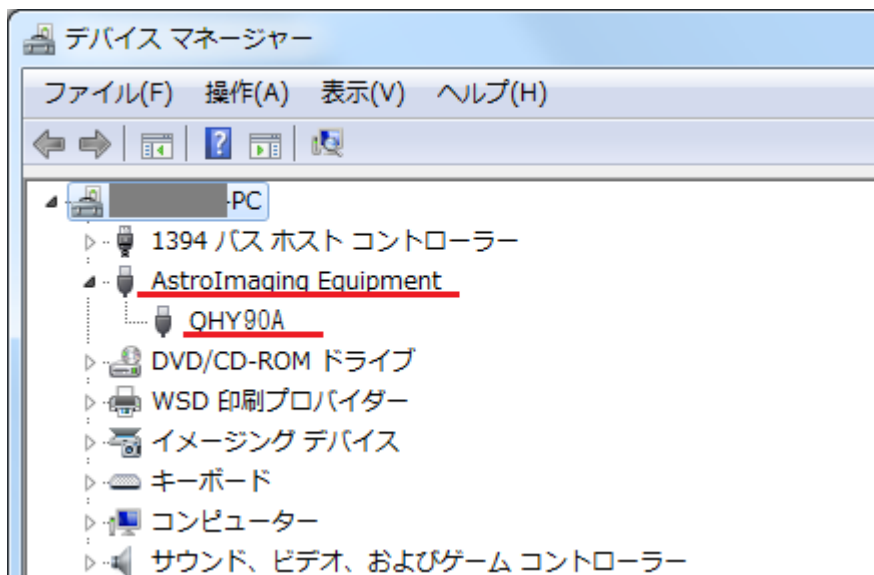 デバイス マネージャー
ファイル(F) 操作(A) 表示(V) ヘルプ(H)
-PC
1394 バス ホスト コントローラー
AstroImaging Equipment
QHY90A
DVD/CD-ROM ドライブ
WSD 印刷プロバイダー
イメージング デバイス
キーボード
コンピューター
サウンド、ビデオ、およびゲーム コントローラー